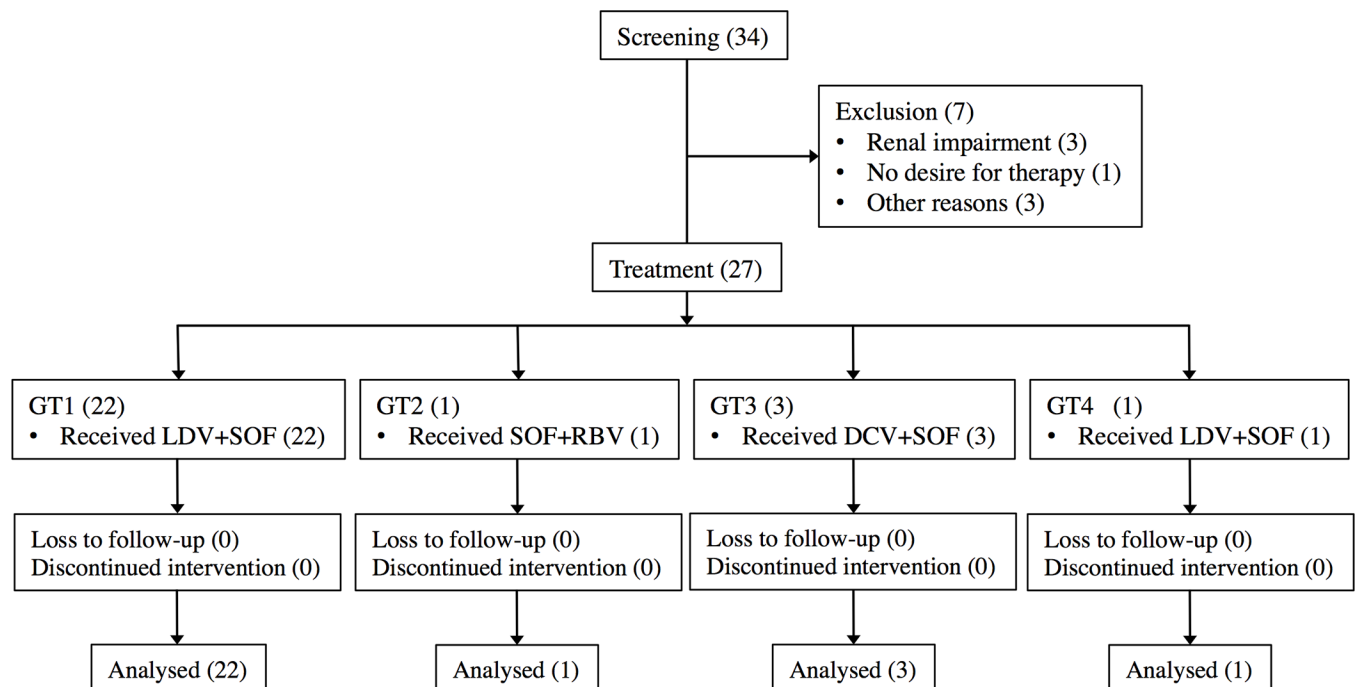 Screening (34)
Exclusion (7)
• Renal impairment (3)
• No desire for therapy (1)
• Other reasons (3)
Treatment (27)
GT1 (22)
• Received LDV+SOF (22)
GT2 (1)
• Received SOF+RBV (1)
GT3 (3)
• Received DCV+SOF (3)
GT4 (1)
• Received LDV+SOF (1)
Loss to follow-up (0)
Discontinued intervention (0)
Loss to follow-up (0)
Discontinued intervention (0)
Loss to follow-up (0)
Discontinued intervention (0)
Loss to follow-up (0)
Discontinued intervention (0)
Analysed (22)
Analysed (1)
Analysed (3)
Analysed (1)